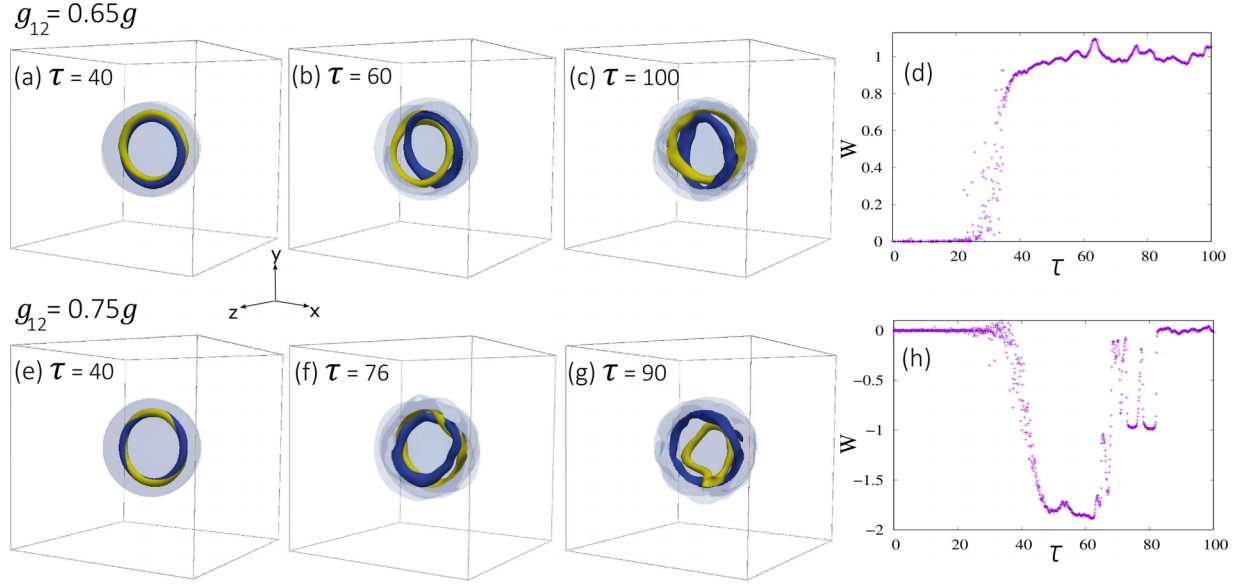 g₁₂ = 0.65g
(a) τ = 40
(b) τ = 60
(c) τ = 100
(d)
W
1
0.8
0.6
0.4
0.2
0
0 20 40 60 80 100
τ
y
z x
g₁₂ = 0.75g
(e) τ = 40
(f) τ = 76
(g) τ = 90
(h)
W
0
−0.5
−1
−1.5
−2
0 20 40 60 80 100
τ